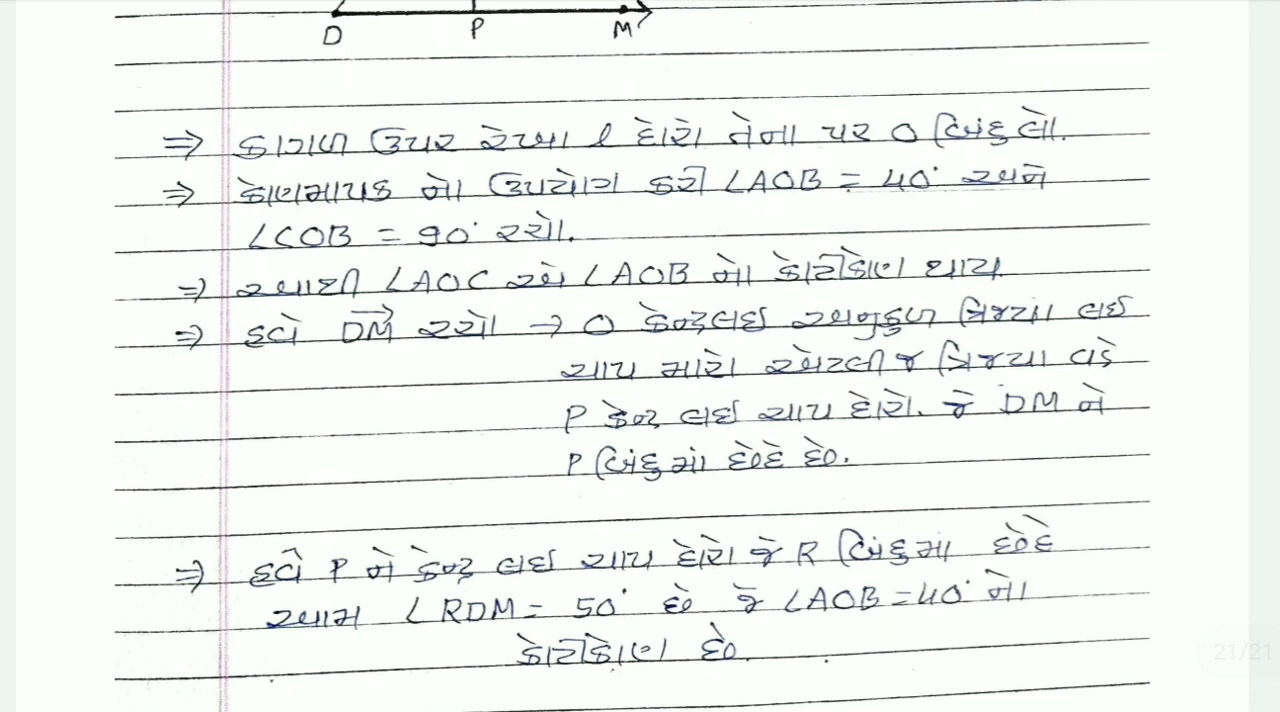 D P M
⇒ કાગળ ઉપર રેખા l દોરો તેના પર O બિંદુ લો.
⇒ કોણમાપક નો ઉપયોગ કરી ∠AOB = 40° અને
∠COB = 90° રચો.
⇒ આથી ∠AOC એ ∠AOB નો કોટીકોણ થાય
⇒ હવે DM→ રચો → O કેન્દ્ર લઈ અનુકુળ ત્રિજ્યા લઈ
ચાપ મારો એટલી જ ત્રિજ્યા વડે
P કેન્દ્ર લઈ ચાપ દોરો. જે DM ને
P બિંદુ માં છેદે છે.
⇒ હવે P ને કેન્દ્ર લઈ ચાપ દોરો જે R બિંદુમાં છેદે
આમ ∠RDM = 50° છે જે ∠AOB = 40° નો
કોટીકોણ છે.
21/21